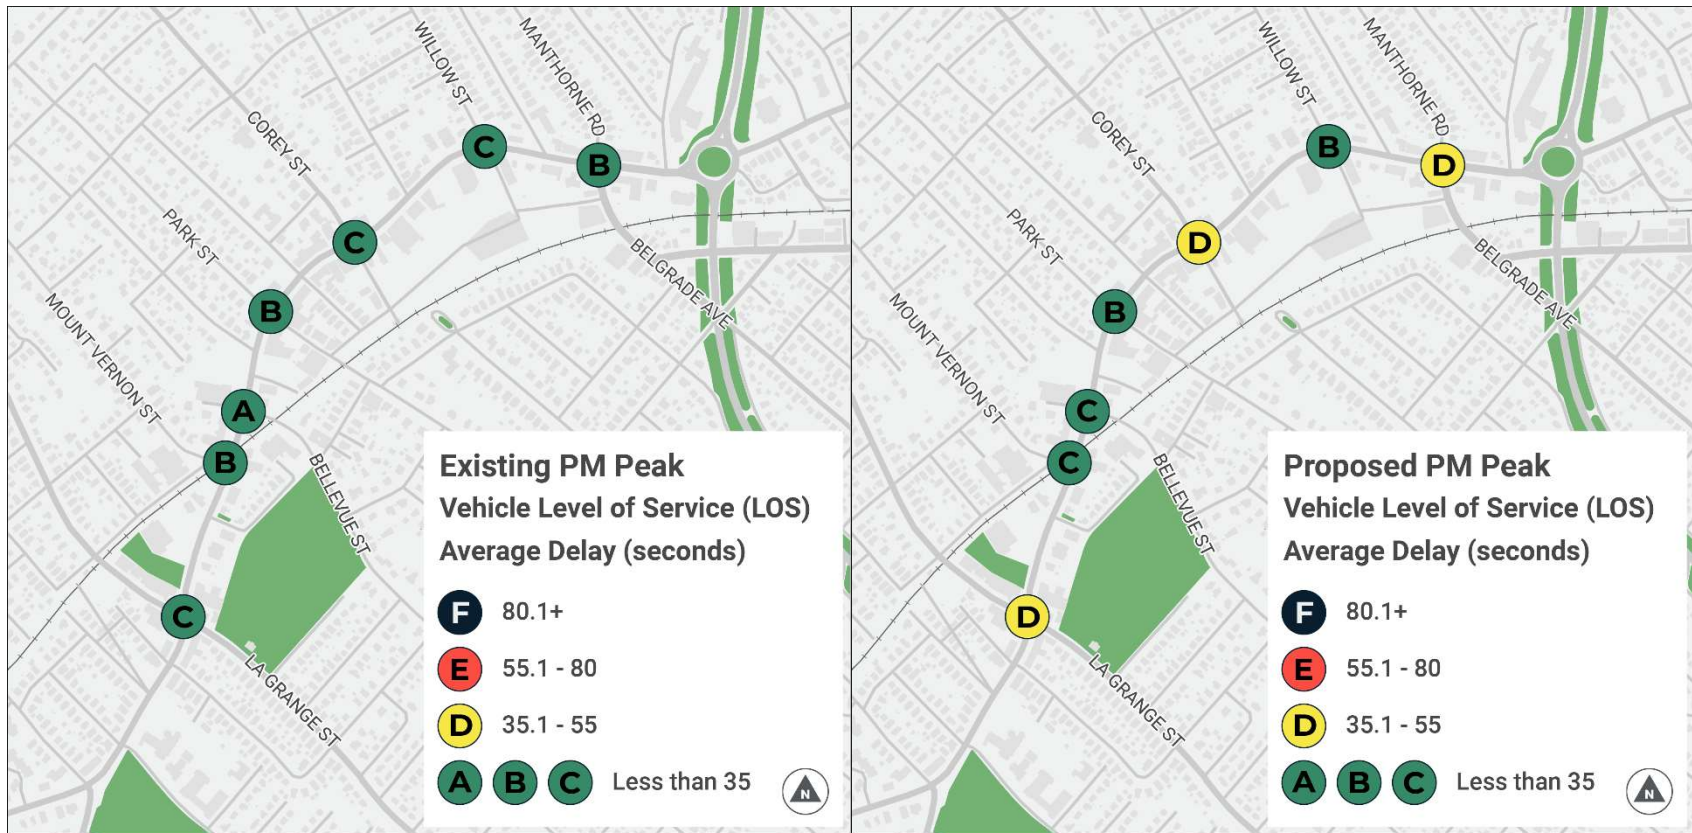 WILLOW ST
MANTHORNE RD
COREY ST
C
B
C
PARK ST
B
BELGRADE AVE
MOUNT VERNON ST
A
B
BELLEVUE ST
C
LA GRANGE ST
Existing PM Peak
Vehicle Level of Service (LOS)
Average Delay (seconds)
F 80.1+
E 55.1 - 80
D 35.1 - 55
A B C Less than 35
N
WILLOW ST
MANTHORNE RD
COREY ST
B
D
D
PARK ST
B
BELGRADE AVE
MOUNT VERNON ST
C
C
BELLEVUE ST
D
LA GRANGE ST
Proposed PM Peak
Vehicle Level of Service (LOS)
Average Delay (seconds)
F 80.1+
E 55.1 - 80
D 35.1 - 55
A B C Less than 35
N